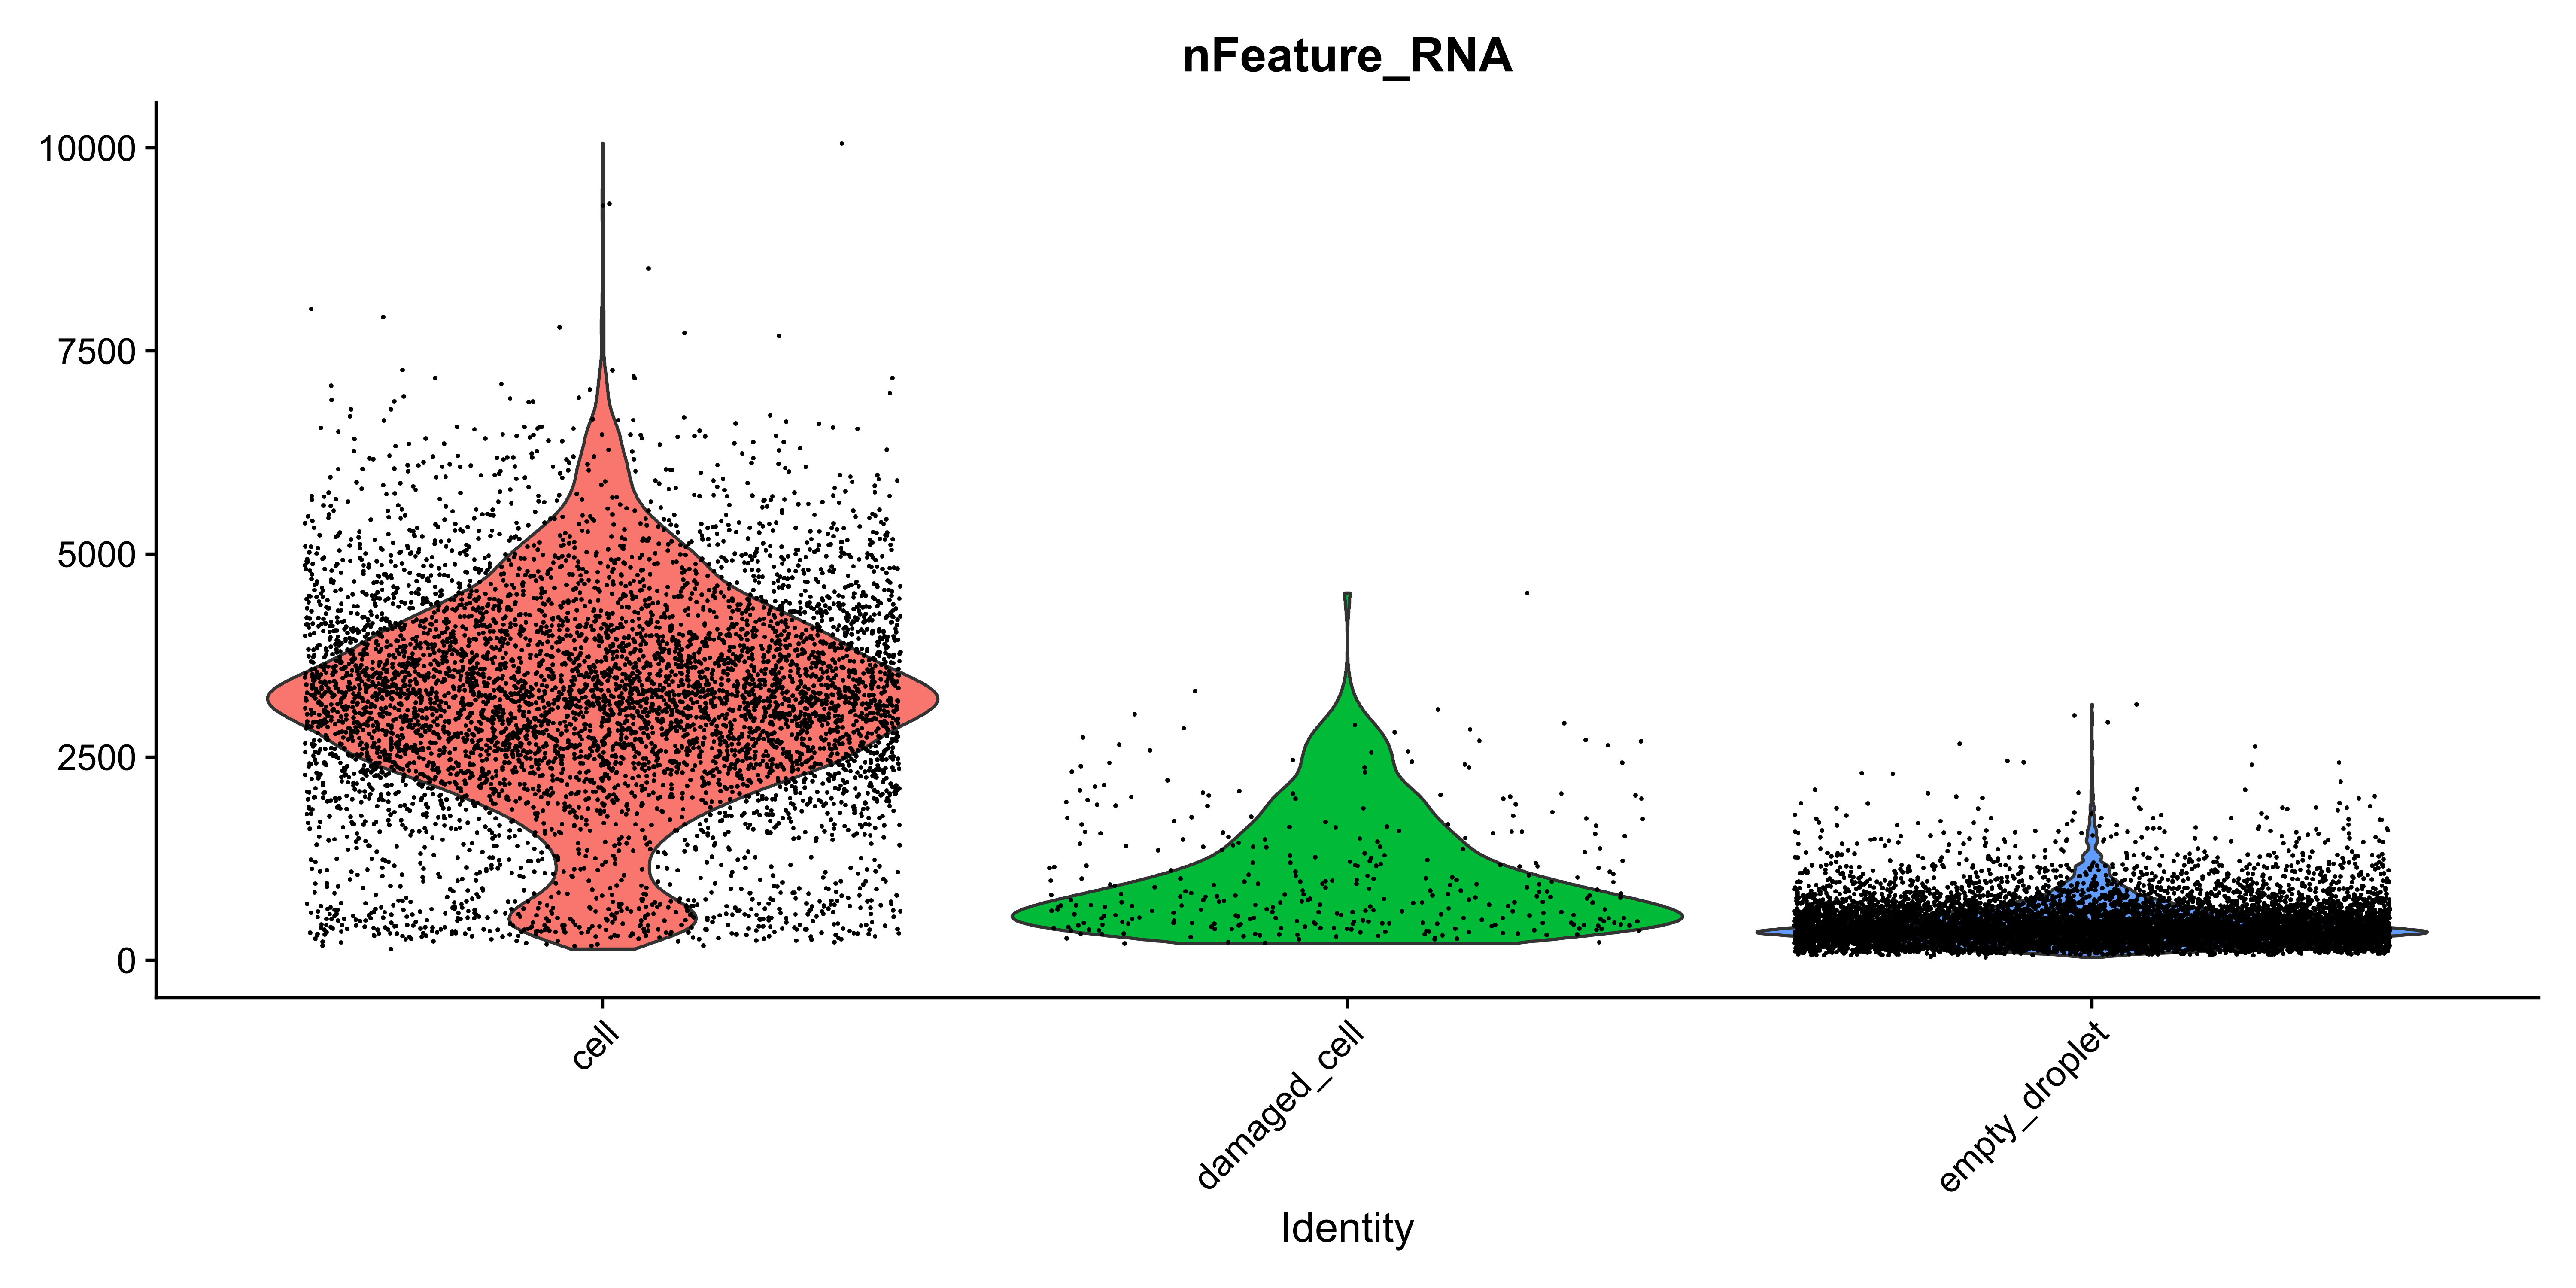 nFeature_RNA
10000
7500
5000
2500
0
cell
damaged_cell
empty_droplet
Identity